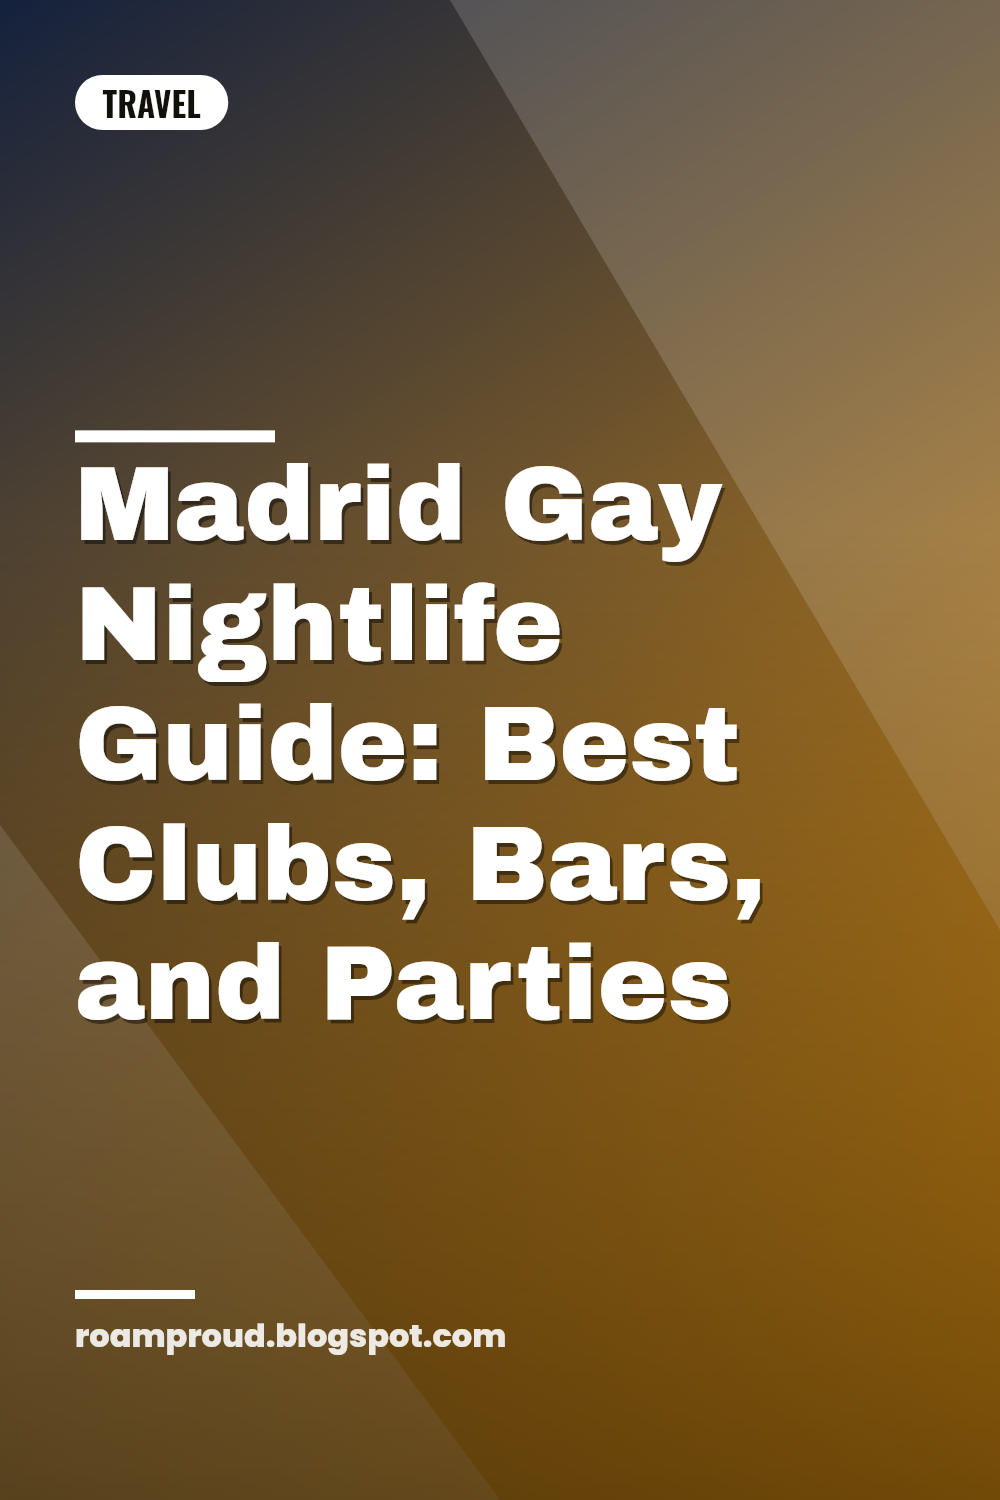 TRAVEL
Madrid Gay
Nightlife
Guide: Best
Clubs, Bars,
and Parties
roamproud.blogspot.com